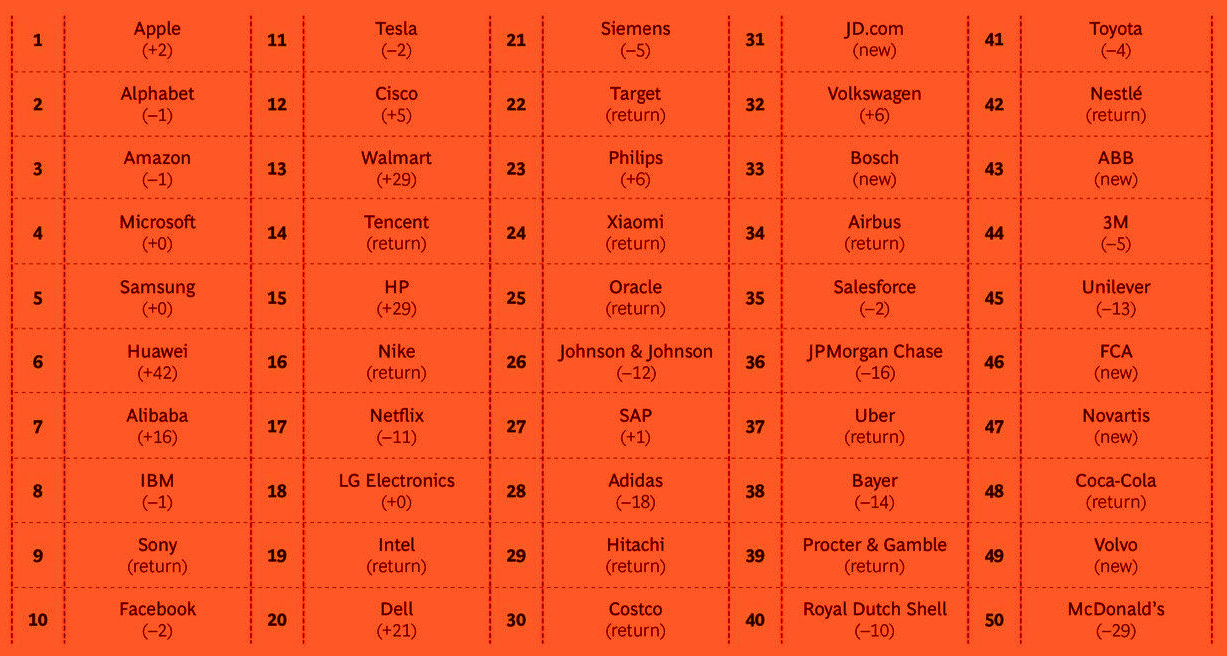 1
Apple
(+2)
2
Alphabet
(–1)
3
Amazon
(–1)
4
Microsoft
(+0)
5
Samsung
(+0)
6
Huawei
(+42)
7
Alibaba
(+16)
8
IBM
(–1)
9
Sony
(return)
10
Facebook
(–2)
11
Tesla
(–2)
12
Cisco
(+5)
13
Walmart
(+29)
14
Tencent
(return)
15
HP
(+29)
16
Nike
(return)
17
Netflix
(–11)
18
LG Electronics
(+0)
19
Intel
(return)
20
Dell
(+21)
21
Siemens
(–5)
22
Target
(return)
23
Philips
(+6)
24
Xiaomi
(return)
25
Oracle
(return)
26
Johnson & Johnson
(–12)
27
SAP
(+1)
28
Adidas
(–18)
29
Hitachi
(return)
30
Costco
(return)
31
JD.com
(new)
32
Volkswagen
(+6)
33
Bosch
(new)
34
Airbus
(return)
35
Salesforce
(–2)
36
JPMorgan Chase
(–16)
37
Uber
(return)
38
Bayer
(–14)
39
Procter & Gamble
(return)
40
Royal Dutch Shell
(–10)
41
Toyota
(–4)
42
Nestlé
(return)
43
ABB
(new)
44
3M
(–5)
45
Unilever
(–13)
46
FCA
(new)
47
Novartis
(new)
48
Coca-Cola
(return)
49
Volvo
(new)
50
McDonald’s
(–29)